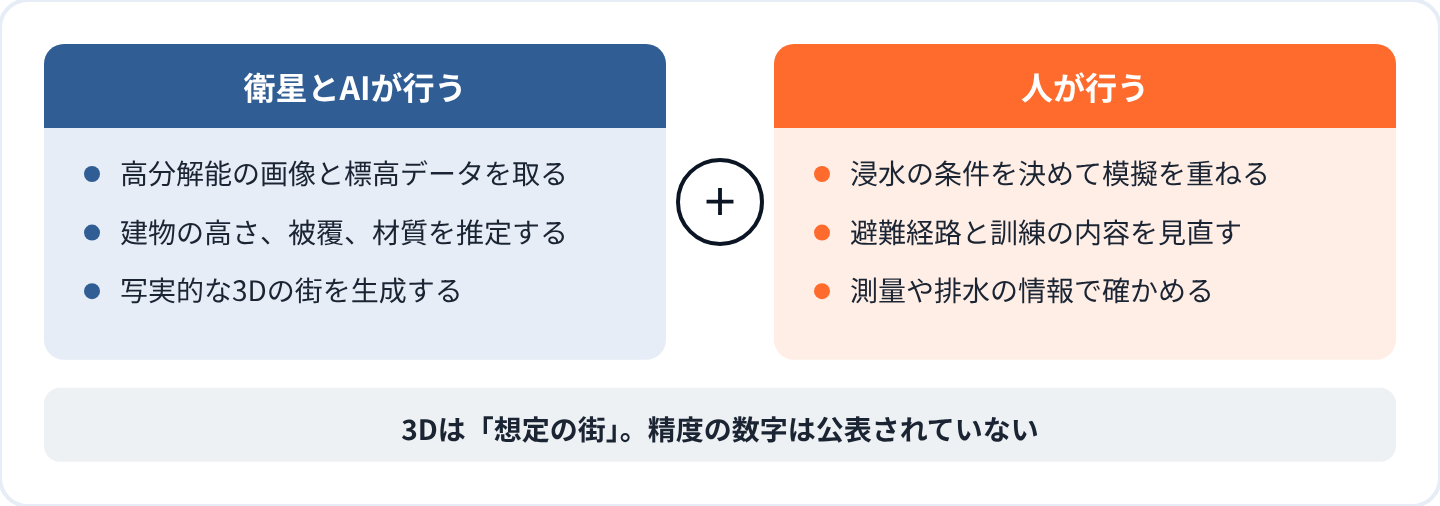 衛星とAIが行う
高分解能の画像と標高データを取る
建物の高さ、被覆、材質を推定する
写実的な3Dの街を生成する
+
人が行う
浸水の条件を決めて模擬を重ねる
避難経路と訓練の内容を見直す
測量や排水の情報で確かめる
3Dは「想定の街」。精度の数字は公表されていない